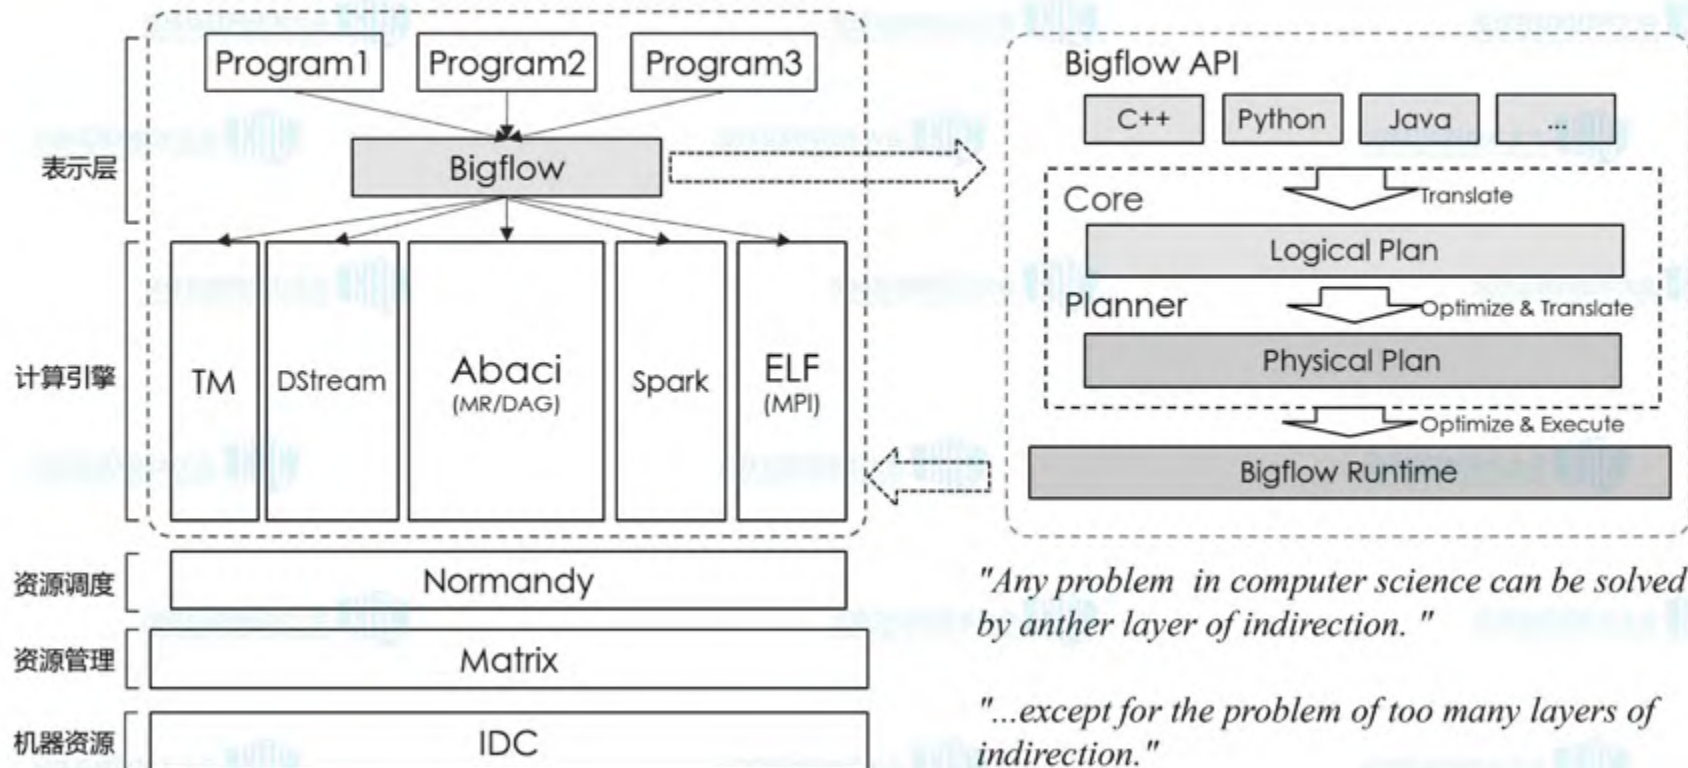 Program1 Program2 Program3
表示层
Bigflow
计算引擎
TM DStream Abaci Spark ELF
(MR/DAG) (MPI)
资源调度
Normandy
资源管理
Matrix
机器资源
IDC
Bigflow API
C++ Python Java ...
Core
Translate
Logical Plan
Planner
Optimize & Translate
Physical Plan
Optimize & Execute
Bigflow Runtime
"Any problem in computer science can be solved
by anther layer of indirection. "
"...except for the problem of too many layers of
indirection."